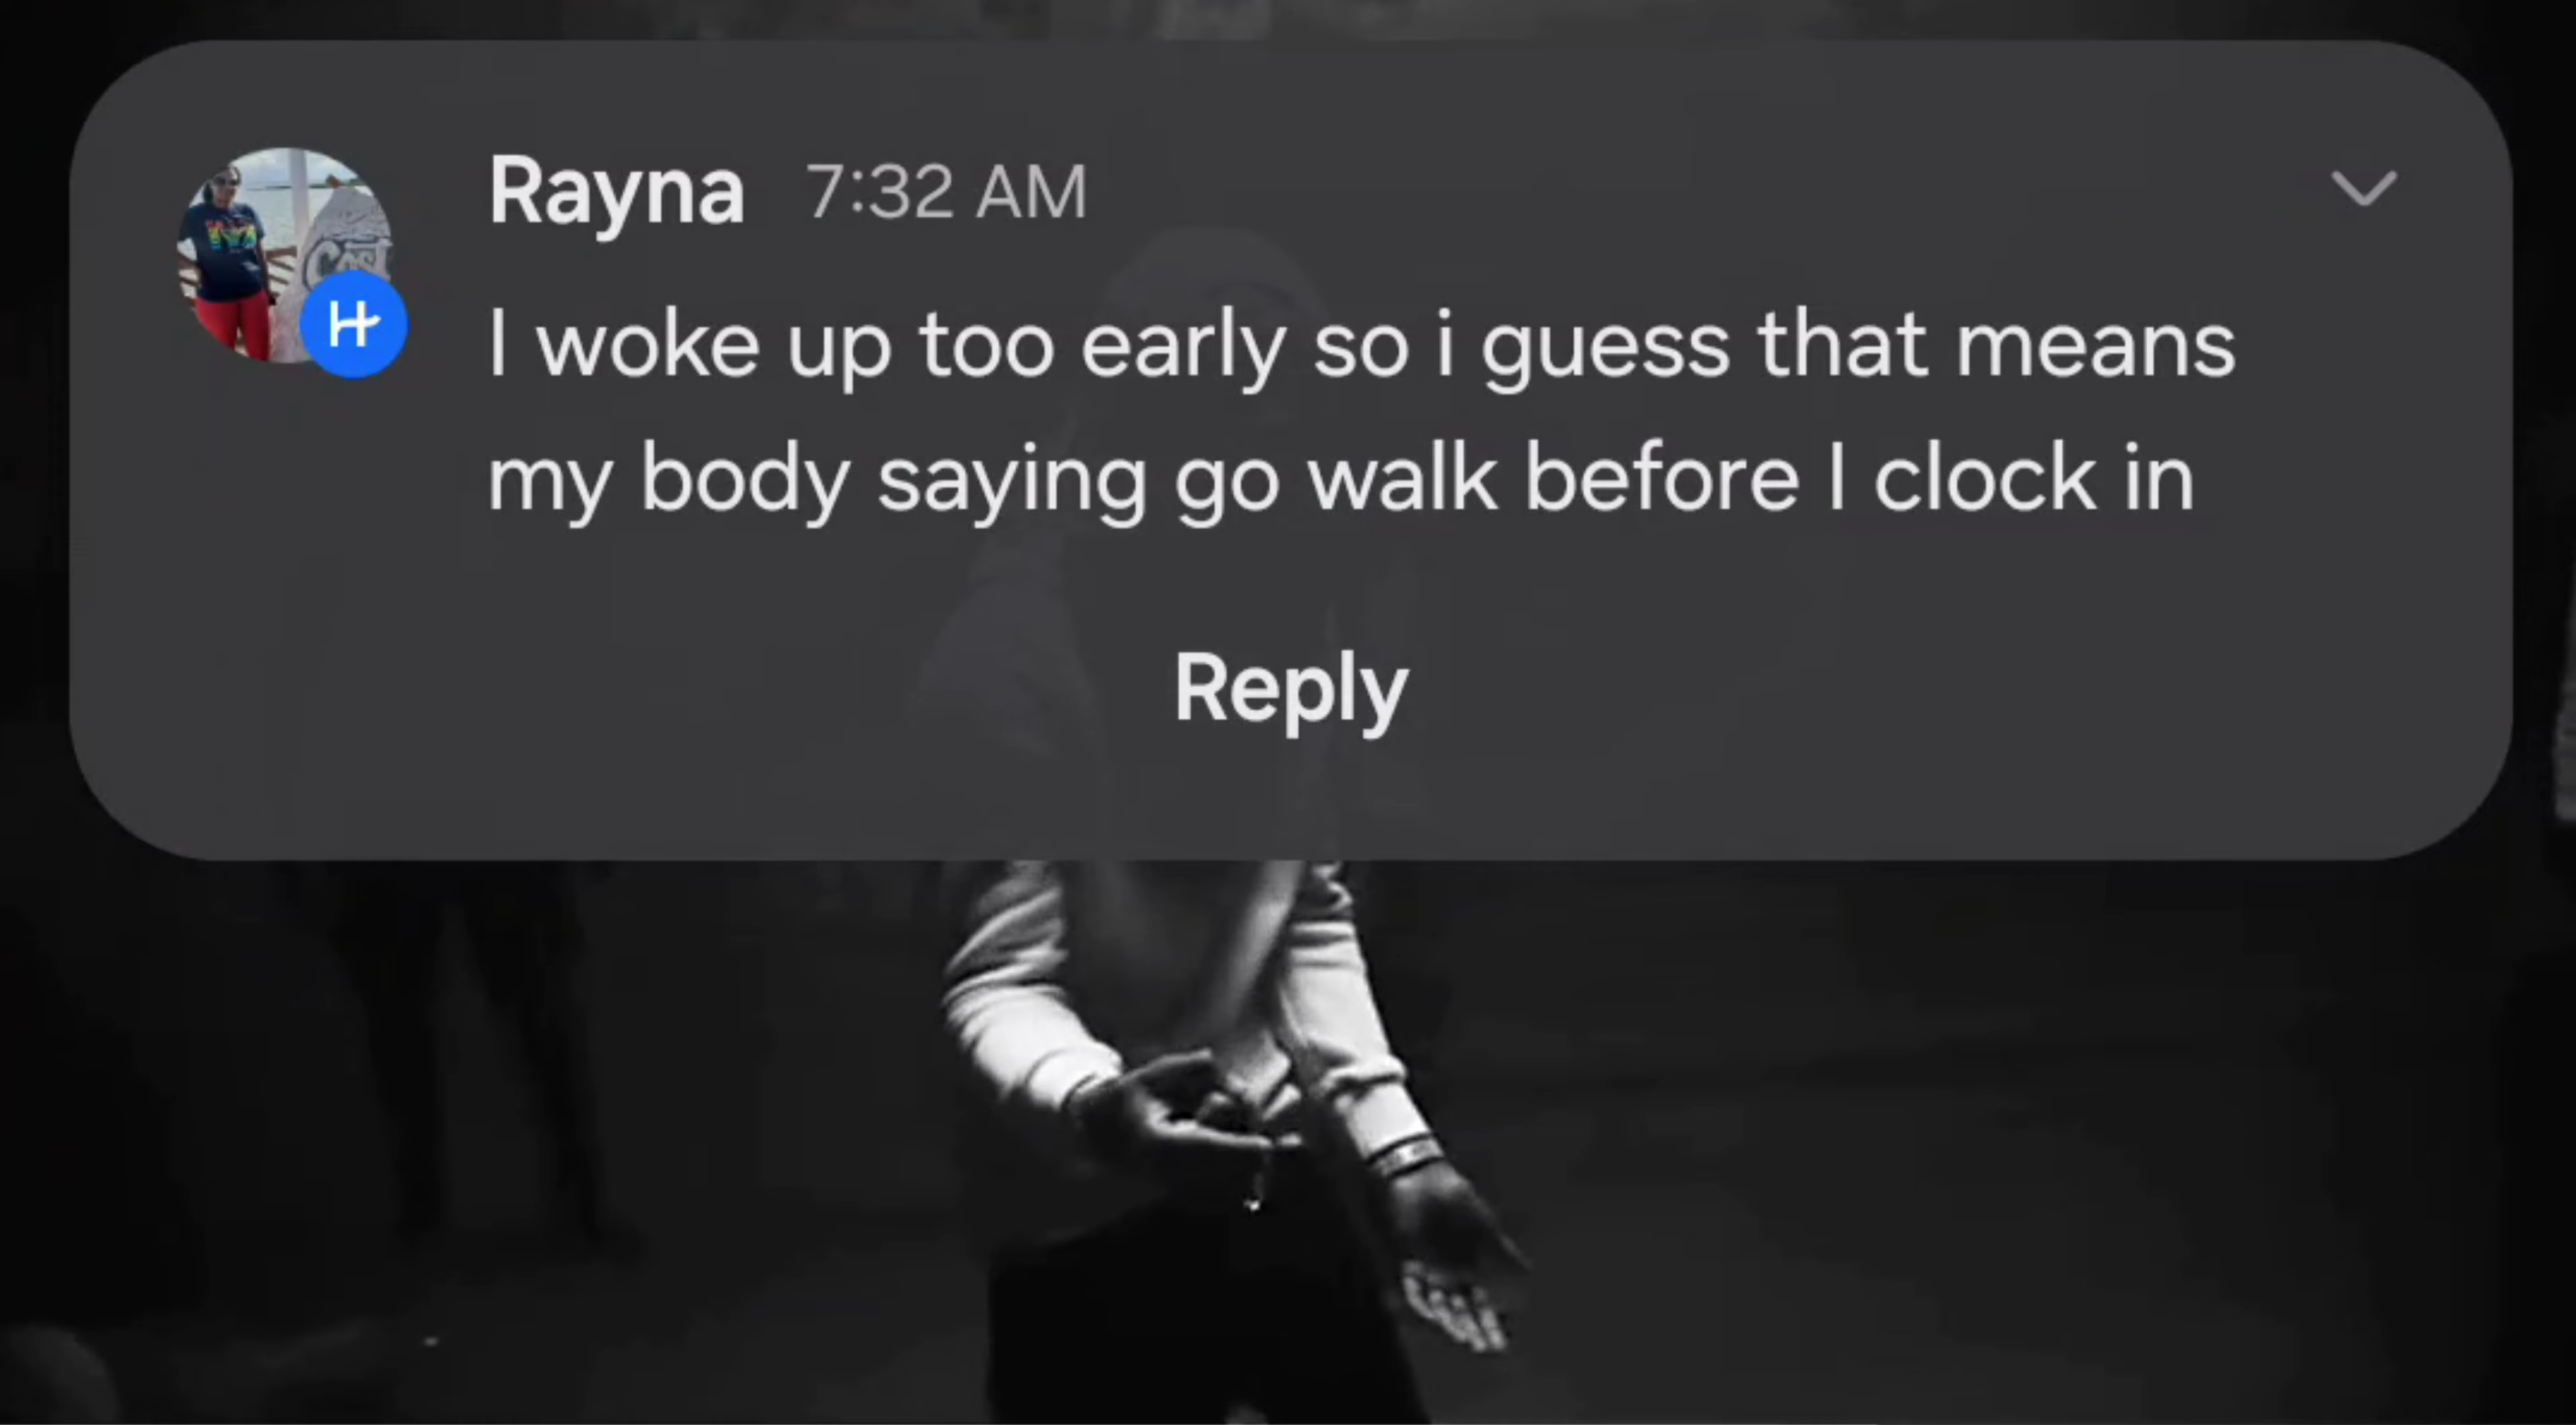 Rayna 7:32 AM
I woke up too early so i guess that means
my body saying go walk before I clock in
Reply